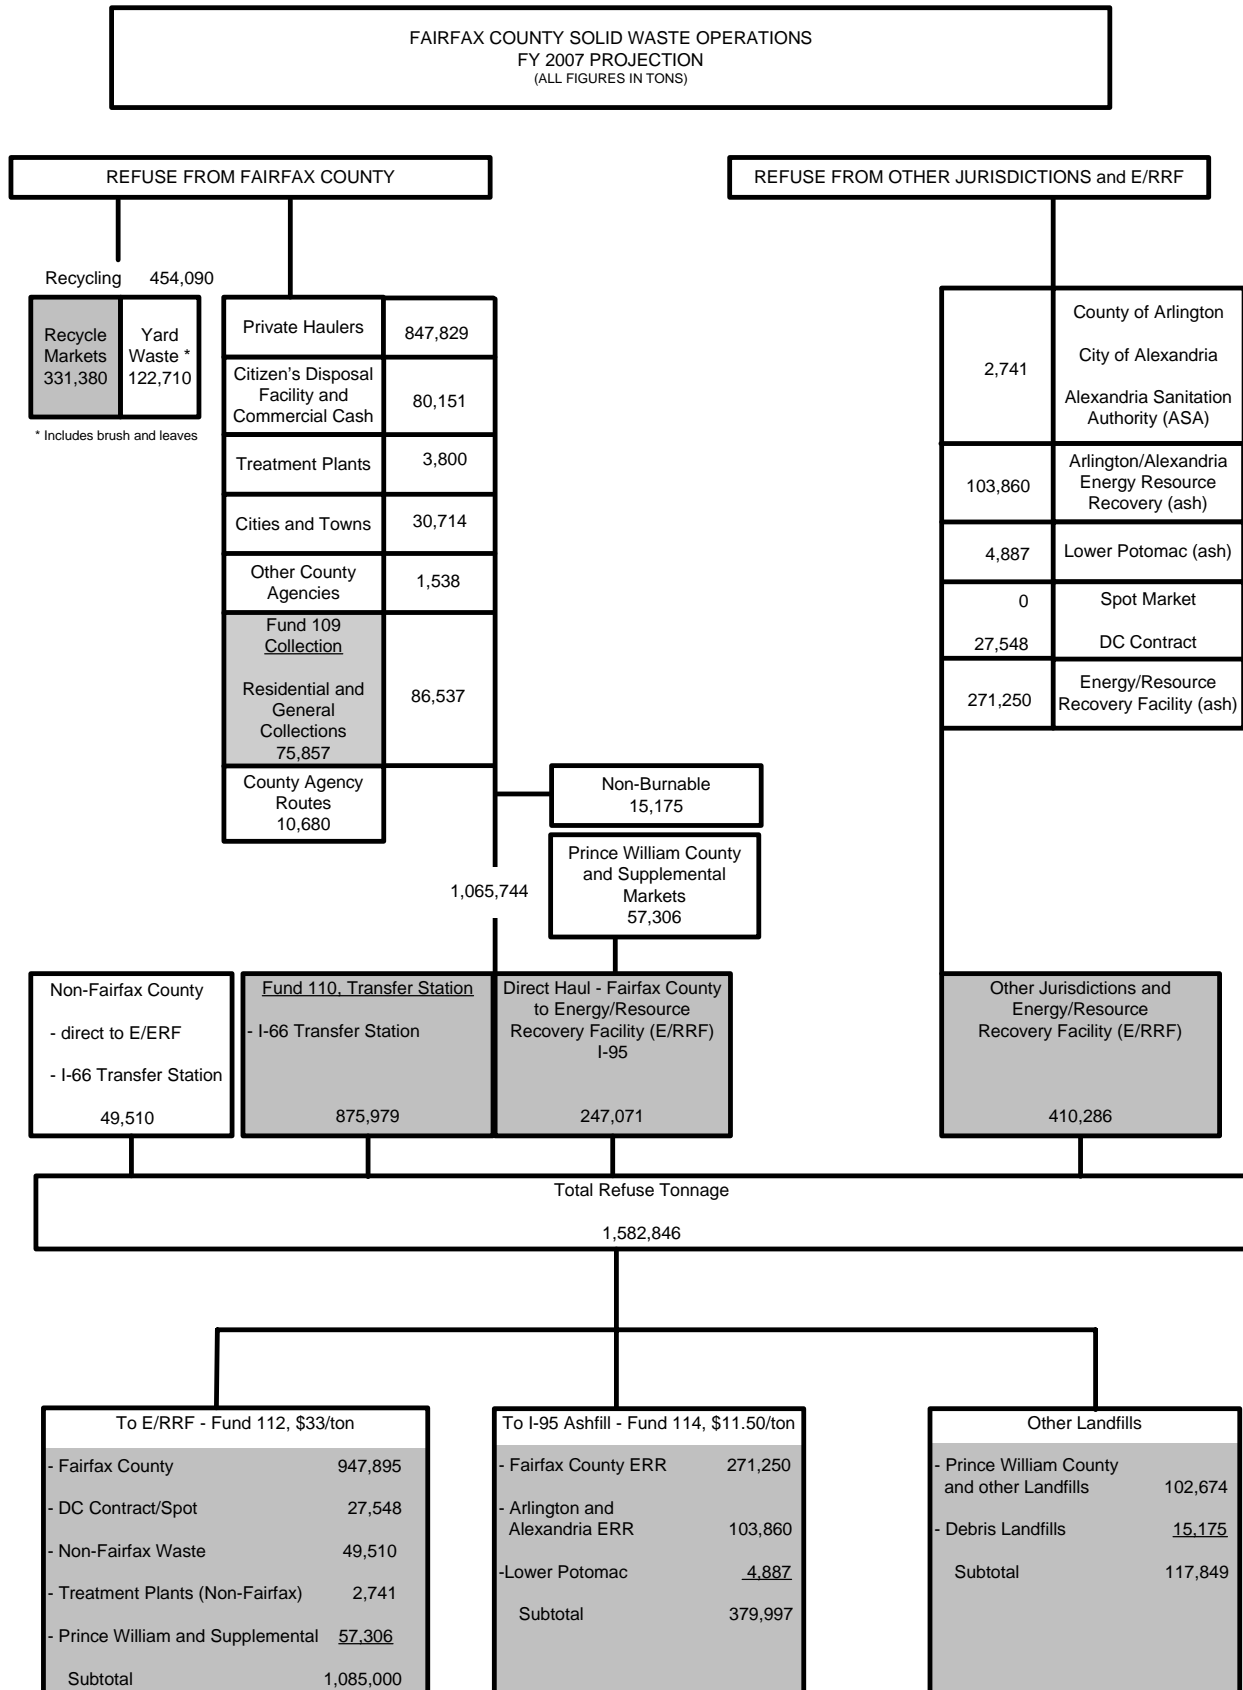 FAIRFAX COUNTY SOLID WASTE OPERATIONS
FY 2007 PROJECTION
(ALL FIGURES IN TONS)
REFUSE FROM FAIRFAX COUNTY
REFUSE FROM OTHER JURISDICTIONS and E/RRF
Recycling 454,090
Recycle
Markets
331,380
Yard
Waste *
122,710
* Includes brush and leaves
Private Haulers 847,829
Citizen's Disposal
Facility and
Commercial Cash
80,151
Treatment Plants 3,800
Cities and Towns 30,714
Other County
Agencies
1,538
Fund 109
Collection
Residential and
General
Collections
75,857
86,537
County Agency
Routes
10,680
2,741
County of Arlington
City of Alexandria
Alexandria Sanitation
Authority (ASA)
103,860
Arlington/Alexandria
Energy Resource
Recovery (ash)
4,887 Lower Potomac (ash)
0 Spot Market
27,548 DC Contract
271,250
Energy/Resource
Recovery Facility (ash)
Non-Burnable
15,175
Prince William County
and Supplemental
Markets
57,306
1,065,744
Non-Fairfax County
- direct to E/ERF
- I-66 Transfer Station
49,510
Fund 110, Transfer Station
- I-66 Transfer Station
875,979
Direct Haul - Fairfax County
to Energy/Resource
Recovery Facility (E/RRF)
I-95
247,071
Other Jurisdictions and
Energy/Resource
Recovery Facility (E/RRF)
410,286
Total Refuse Tonnage
1,582,846
To E/RRF - Fund 112, $33/ton
- Fairfax County 947,895
- DC Contract/Spot 27,548
- Non-Fairfax Waste 49,510
- Treatment Plants (Non-Fairfax) 2,741
- Prince William and Supplemental 57,306
Subtotal 1,085,000
To I-95 Ashfill - Fund 114, $11.50/ton
- Fairfax County ERR 271,250
- Arlington and
Alexandria ERR 103,860
-Lower Potomac 4,887
Subtotal 379,997
Other Landfills
- Prince William County
and other Landfills 102,674
- Debris Landfills 15,175
Subtotal 117,849